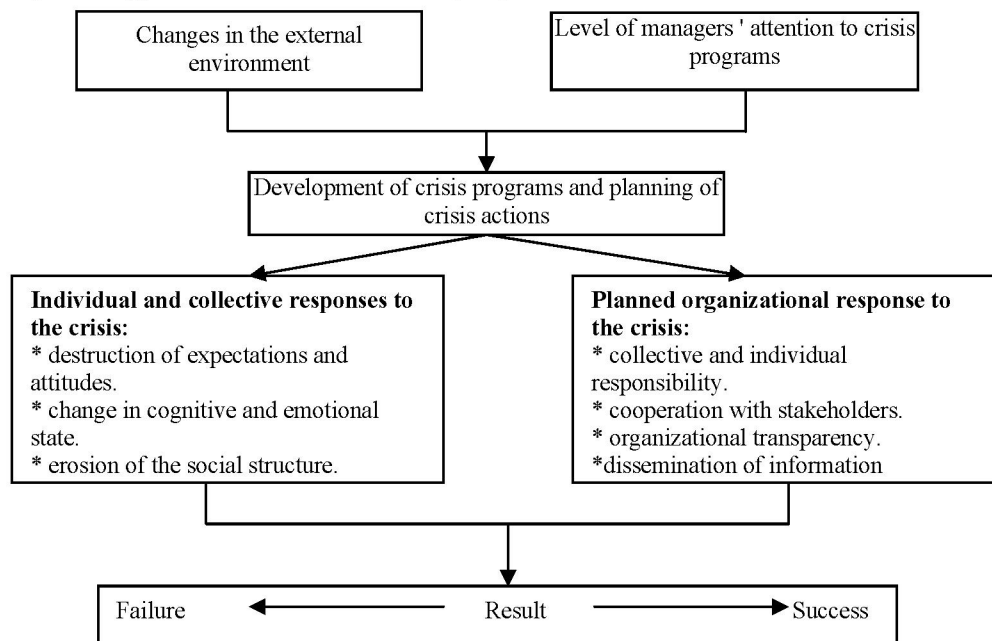 Changes in the external
environment
Level of managers ' attention to crisis
programs
Development of crisis programs and planning of
crisis actions
Individual and collective responses to
the crisis:
* destruction of expectations and
attitudes.
* change in cognitive and emotional
state.
* erosion of the social structure.
Planned organizational response to
the crisis:
* collective and individual
responsibility.
* cooperation with stakeholders.
* organizational transparency.
*dissemination of information
Failure Result Success